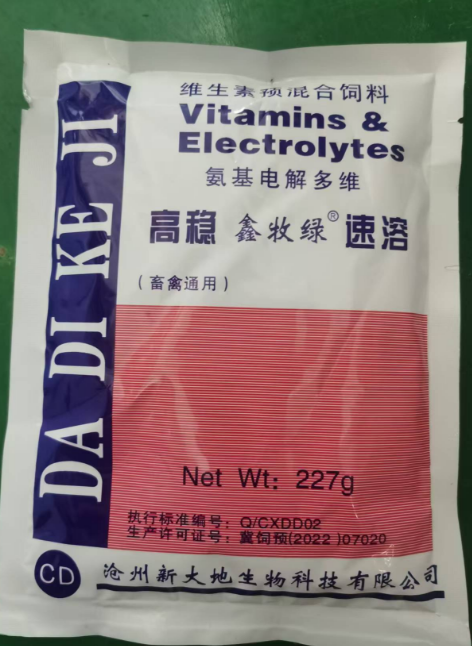 维生素预混合饲料
Vitamins &
Electrolytes
氨基电解多维
高稳 鑫牧绿® 速溶
(畜禽通用)
DA DI KE JI
Net Wt: 227g
执行标准编号: Q/CXDD02
生产许可证号: 冀饲预(2022)07020
CD 沧州新大地生物科技有限公司